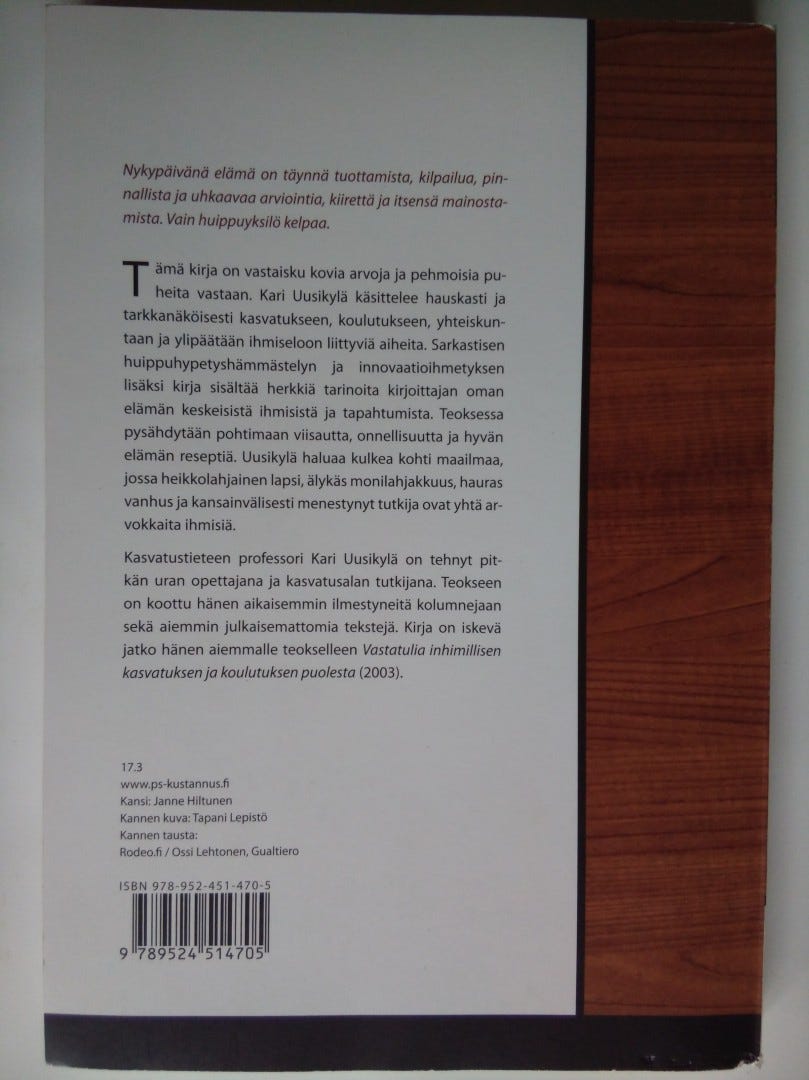 Nykypäivänä elämä on täynnä tuottamista, kilpailua, pin-
nallista ja uhkaavaa arviointia, kiirettä ja itsensä mainosta-
mista. Vain huippuyksilö kelpaa.
Tämä kirja on vastaisku kovia arvoja ja pehmoisia pu-
heita vastaan. Kari Uusikylä käsittelee hauskasti ja
tarkkanäköisesti kasvatukseen, koulutukseen, yhteiskun-
taan ja ylipäätään ihmiseloon liittyviä aiheita. Sarkastisen
huippuhypetyshämmästelyn ja innovaatioihmetyksen
lisäksi kirja sisältää herkkiä tarinoita kirjoittajan oman
elämän keskeisistä ihmisistä ja tapahtumista. Teoksessa
pysähdytään pohtimaan viisautta, onnellisuutta ja hyvän
elämän reseptiä. Uusikylä haluaa kulkea kohti maailmaa,
jossa heikkolahjainen lapsi, älykäs monilahjakkuus, hauras
vanhus ja kansainvälisesti menestynyt tutkija ovat yhtä ar-
vokkaita ihmisiä.
Kasvatustieteen professori Kari Uusikylä on tehnyt pit-
kän uran opettajana ja kasvatusalan tutkijana. Teokseen
on koottu hänen aikaisemmin ilmestyneitä kolumnejaan
sekä aiemmin julkaisemattomia tekstejä. Kirja on iskevä
jatko hänen aiemmalle teokselleen Vastatulia inhimillisen
kasvatuksen ja koulutuksen puolesta (2003).
17.3
www.ps-kustannus.fi
Kansi: Janne Hiltunen
Kannen kuva: Tapani Lepistö
Kannen tausta:
Rodeo.fi / Ossi Lehtonen, Gualtiero
ISBN 978-952-451-470-5
9 789524 514705